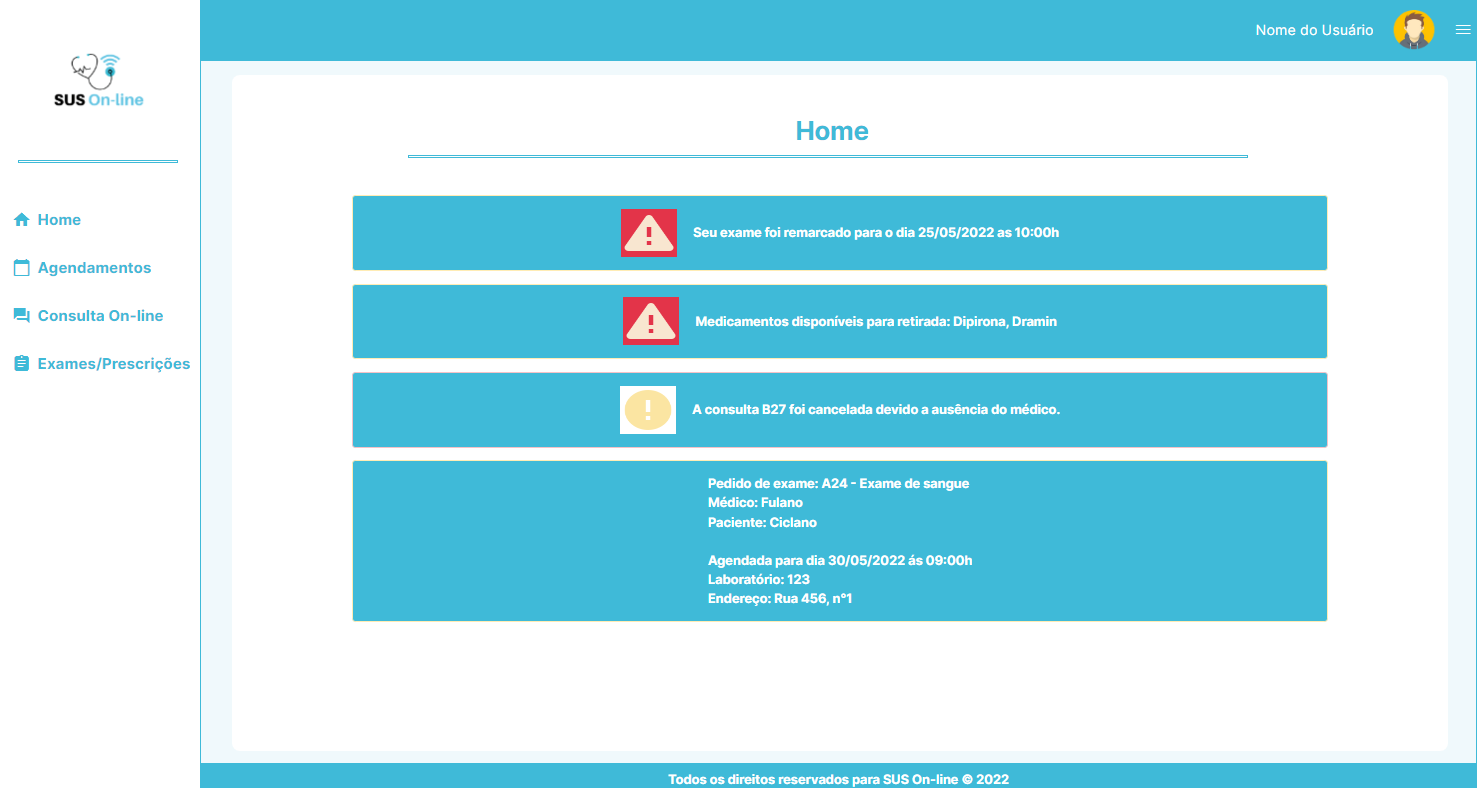 Nome do Usuário
SUS On-line
Home
Agendamentos
Consulta On-line
Exames/Prescrições
Home
Seu exame foi remarcado para o dia 25/05/2022 as 10:00h
Medicamentos disponíveis para retirada: Dipirona, Dramin
A consulta B27 foi cancelada devido a ausência do médico.
Pedido de exame: A24 - Exame de sangue
Médico: Fulano
Paciente: Ciclano
Agendada para dia 30/05/2022 ás 09:00h
Laboratório: 123
Endereço: Rua 456, n°1
Todos os direitos reservados para SUS On-line © 2022